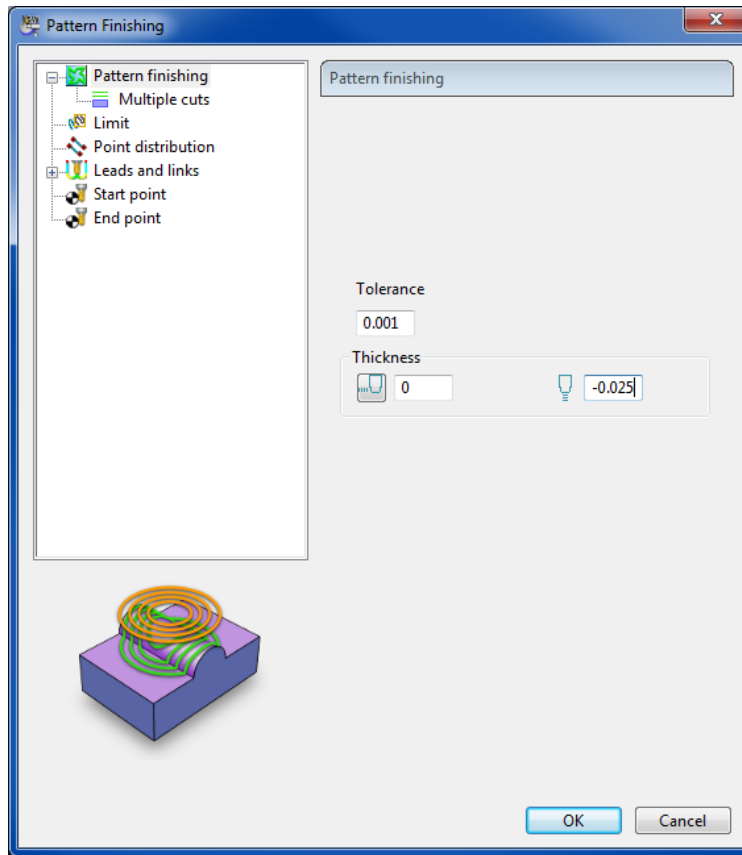 Pattern Finishing
Pattern finishing
Multiple cuts
Limit
Point distribution
Leads and links
Start point
End point
Pattern finishing
Tolerance
0.001
Thickness
0
-0.025
OK
Cancel